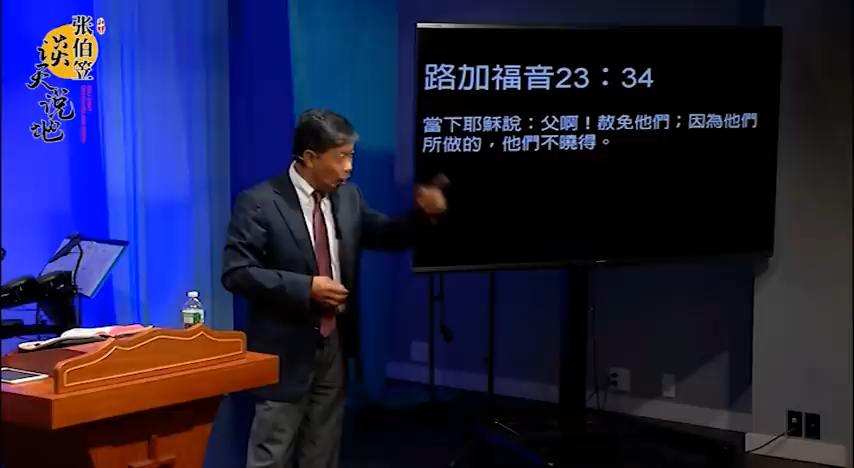 张伯笠
谈天说地
路加福音23：34
當下耶穌說：父啊！赦免他們；因為他們
所做的，他們不曉得。